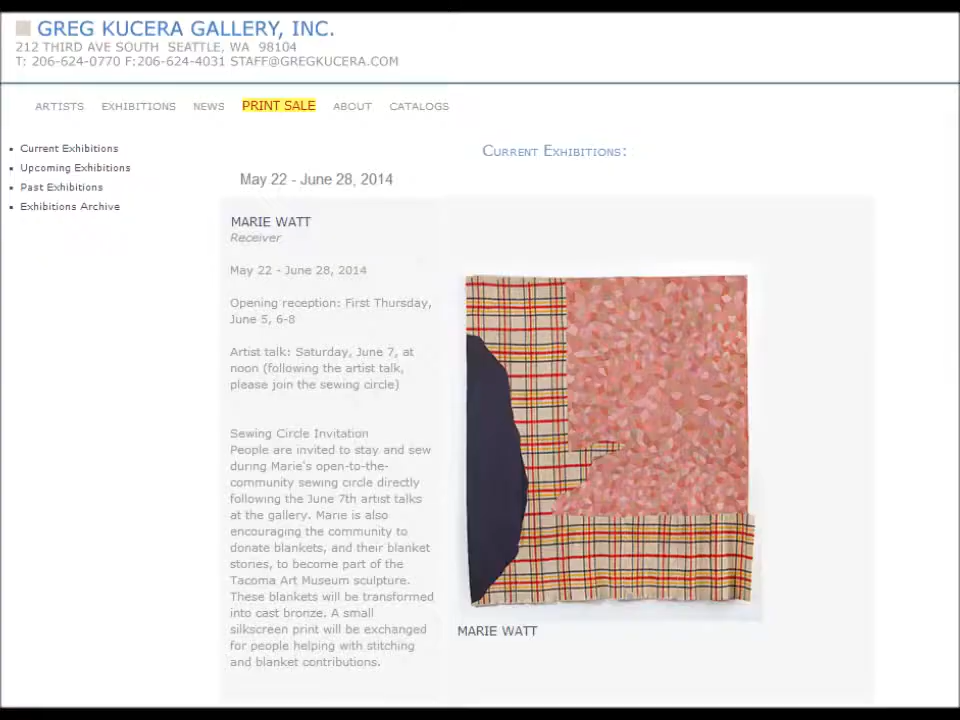 GREG KUCERA GALLERY, INC.
212 THIRD AVE SOUTH SEATTLE, WA 98104
T: 206-624-0770 F:206-624-4031 STAFF@GREGKUCERA.COM
ARTISTS EXHIBITIONS NEWS PRINT SALE ABOUT CATALOGS
Current Exhibitions
Upcoming Exhibitions
Past Exhibitions
Exhibitions Archive
CURRENT EXHIBITIONS:
May 22 - June 28, 2014
MARIE WATT
Receiver
May 22 - June 28, 2014
Opening reception: First Thursday,
June 5, 6-8
Artist talk: Saturday, June 7, at
noon (following the artist talk,
please join the sewing circle)
Sewing Circle Invitation
People are invited to stay and sew
during Marie's open-to-the-
community sewing circle directly
following the June 7th artist talks
at the gallery. Marie is also
encouraging the community to
donate blankets, and their blanket
stories, to become part of the
Tacoma Art Museum sculpture.
These blankets will be transformed
into cast bronze. A small
silkscreen print will be exchanged
for people helping with stitching
and blanket contributions.
MARIE WATT